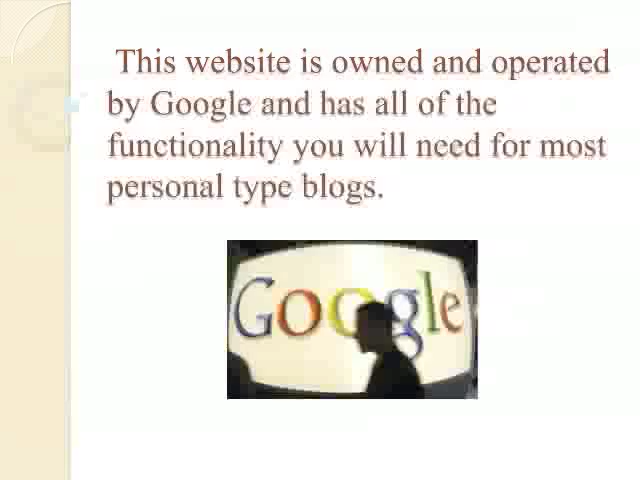 This website is owned and operated
by Google and has all of the
functionality you will need for most
personal type blogs.
Google